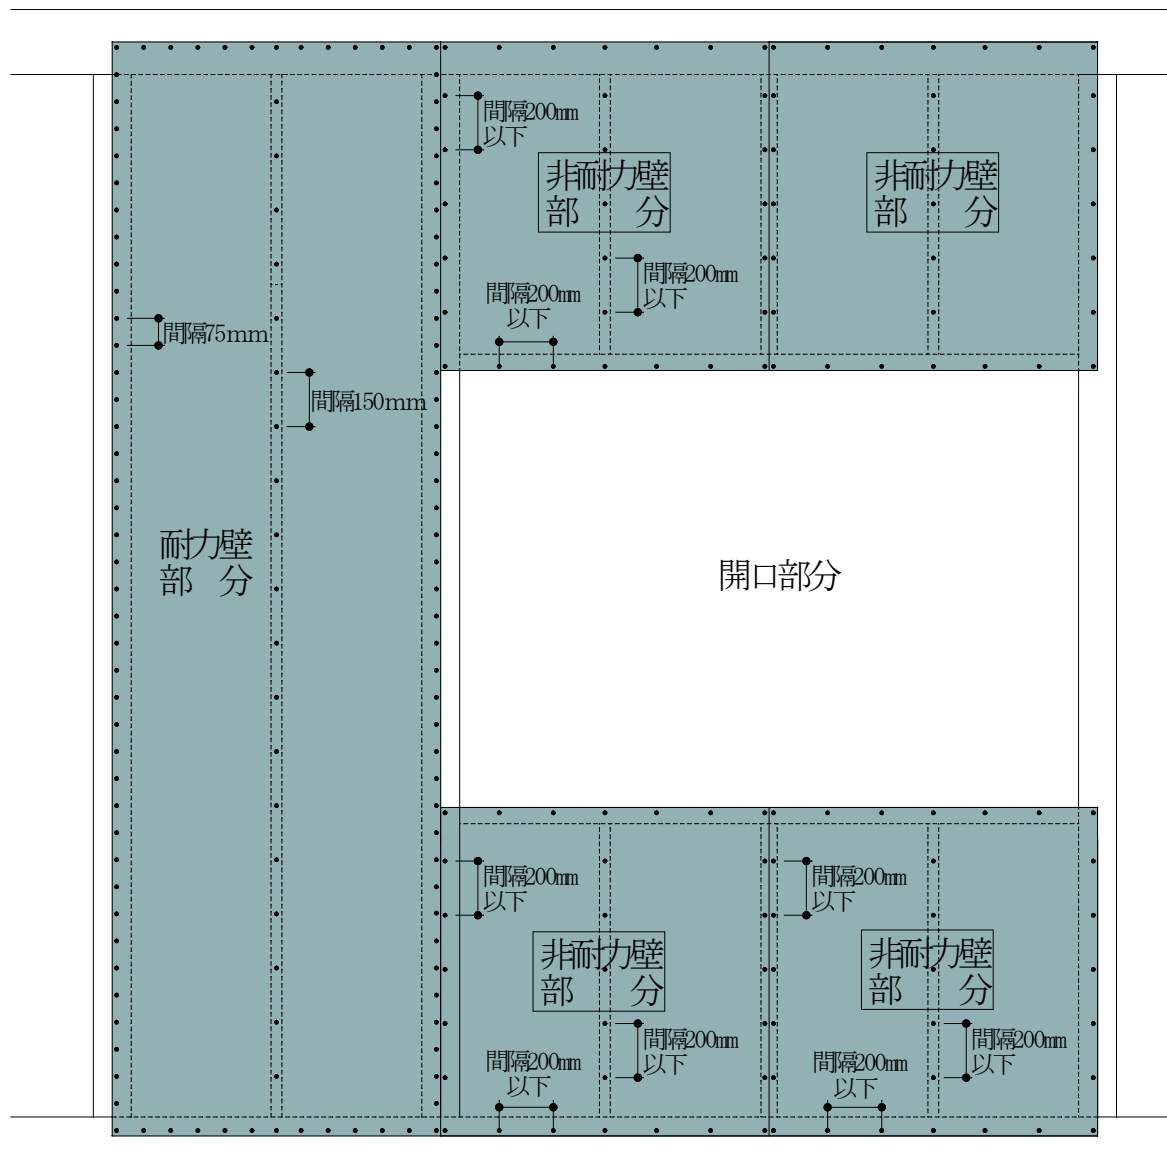 間隔200mm
以下
非耐力壁
部 分
非耐力壁
部 分
間隔200mm
以下
間隔200mm
以下
間隔75mm
間隔150mm
耐力壁
部 分
開口部分
間隔200mm
以下
間隔200mm
以下
非耐力壁
部 分
非耐力壁
部 分
間隔200mm
以下
間隔200mm
以下
間隔200mm
以下
間隔200mm
以下